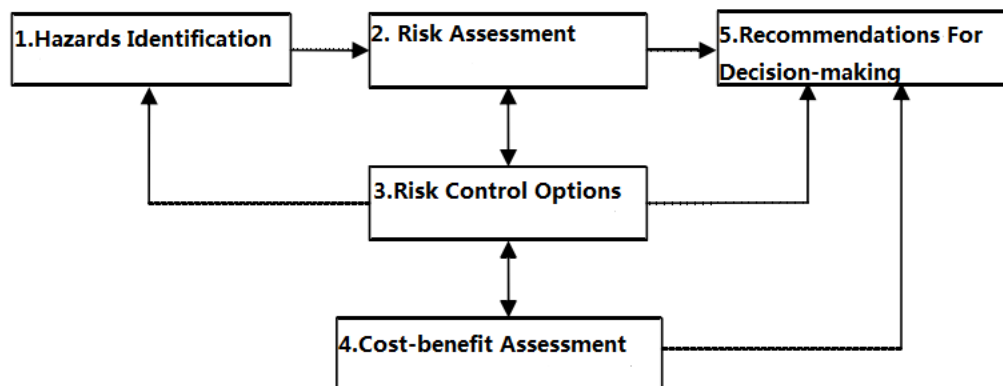 1.Hazards Identification
2. Risk Assessment
5.Recommendations For
Decision-making
3.Risk Control Options
4.Cost-benefit Assessment